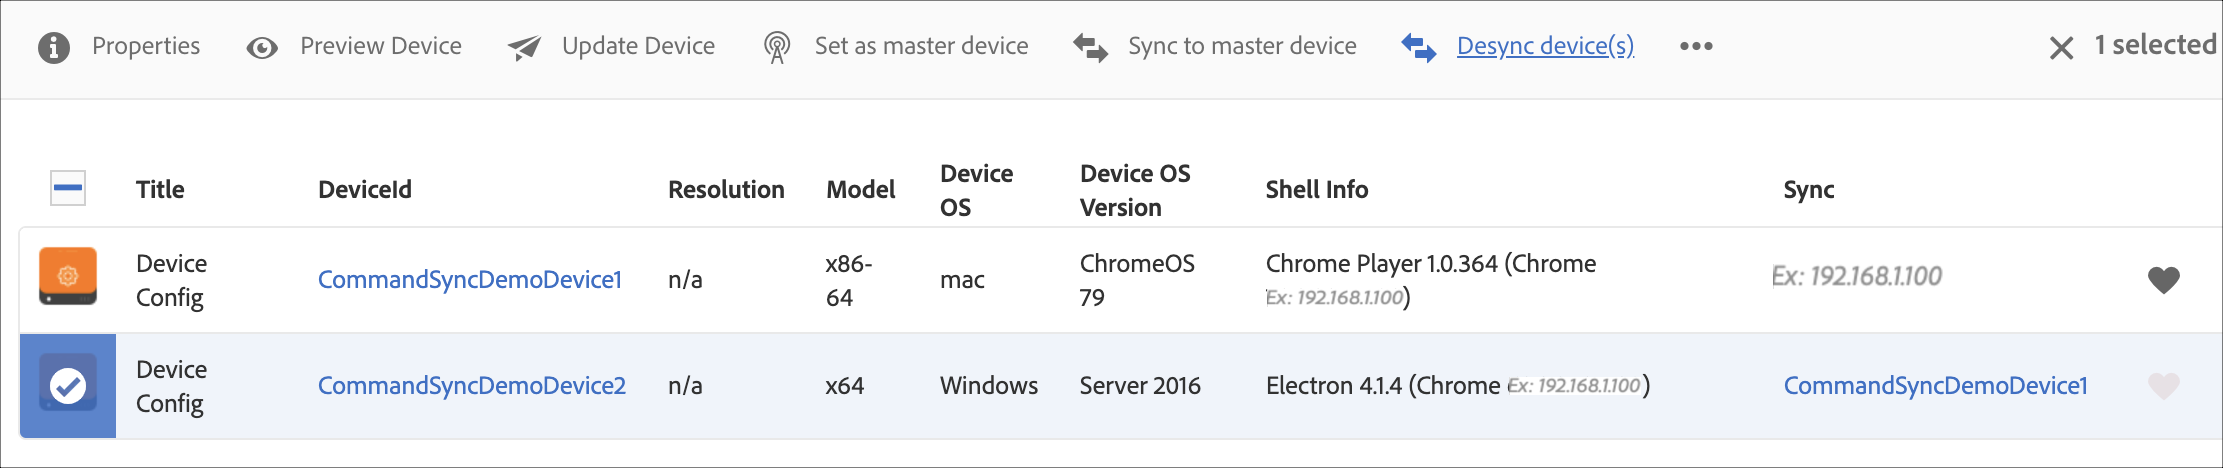 Properties Preview Device Update Device Set as master device Sync to master device Desync device(s) ••• 1 selected
Title DeviceId Resolution Model Device OS Device OS Version Shell Info Sync
Device Config CommandSyncDemoDevice1 n/a x86-64 mac ChromeOS 79 Chrome Player 1.0.364 (Chrome Ex: 192.168.1.100) Ex: 192.168.1.100
Device Config CommandSyncDemoDevice2 n/a x64 Windows Server 2016 Electron 4.1.4 (Chrome Ex: 192.168.1.100) CommandSyncDemoDevice1